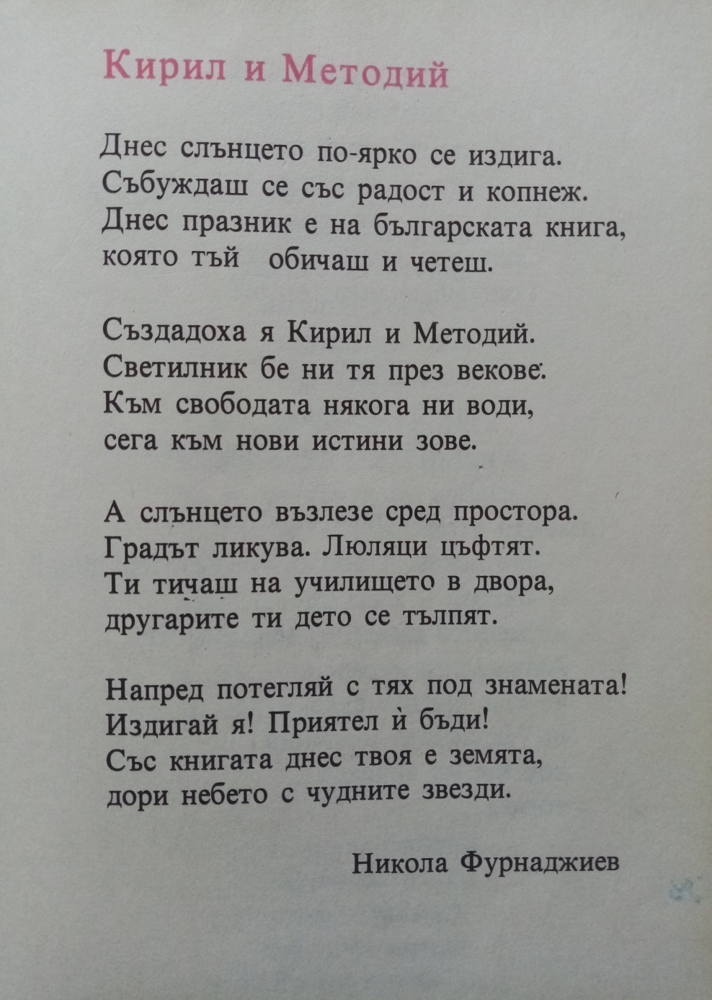 Кирил и Методий
Днес слънцето по-ярко се издига.
Събуждаш се със радост и копнеж.
Днес празник е на българската книга,
която тъй обичаш и четеш.
Създадоха я Кирил и Методий.
Светилник бе ни тя през векове.
Към свободата някога ни води,
сега към нови истини зове.
А слънцето възлезе сред простора.
Градът ликува. Люляци цъфтят.
Ти тичаш на училището в двора,
другарите ти дето се тълпят.
Напред потегляй с тях под знамената!
Издигай я! Приятел ѝ бъди!
Със книгата днес твоя е земята,
дори небето с чудните звезди.
Никола Фурнаджиев